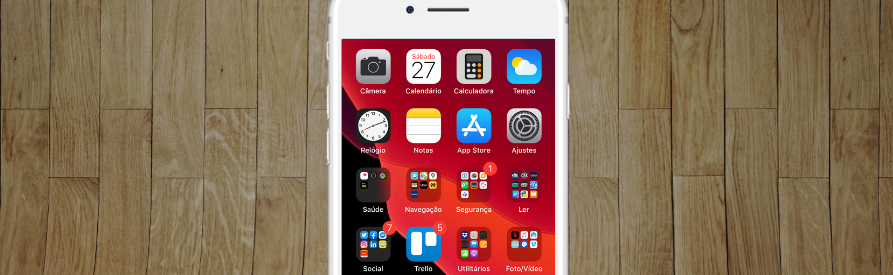 Sábado
27
Câmera
Calendário
Calculadora
Tempo
Relógio
Notas
App Store
Ajustes
1
Saúde
Navegação
Segurança
Ler
7
5
Social
Trello
Utilitários
Foto/Vídeo